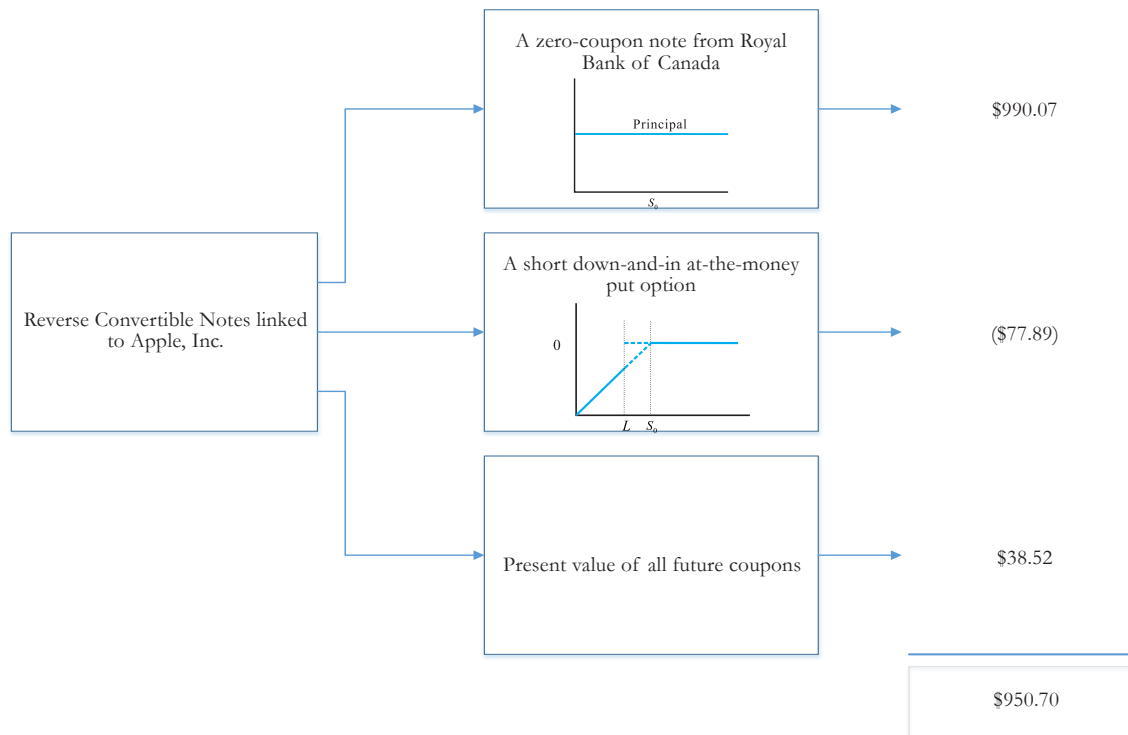 A zero-coupon note from Royal
Bank of Canada
Principal
S₀
$990.07
Reverse Convertible Notes linked
to Apple, Inc.
A short down-and-in at-the-money
put option
0
L S₀
($77.89)
Present value of all future coupons
$38.52
$950.70